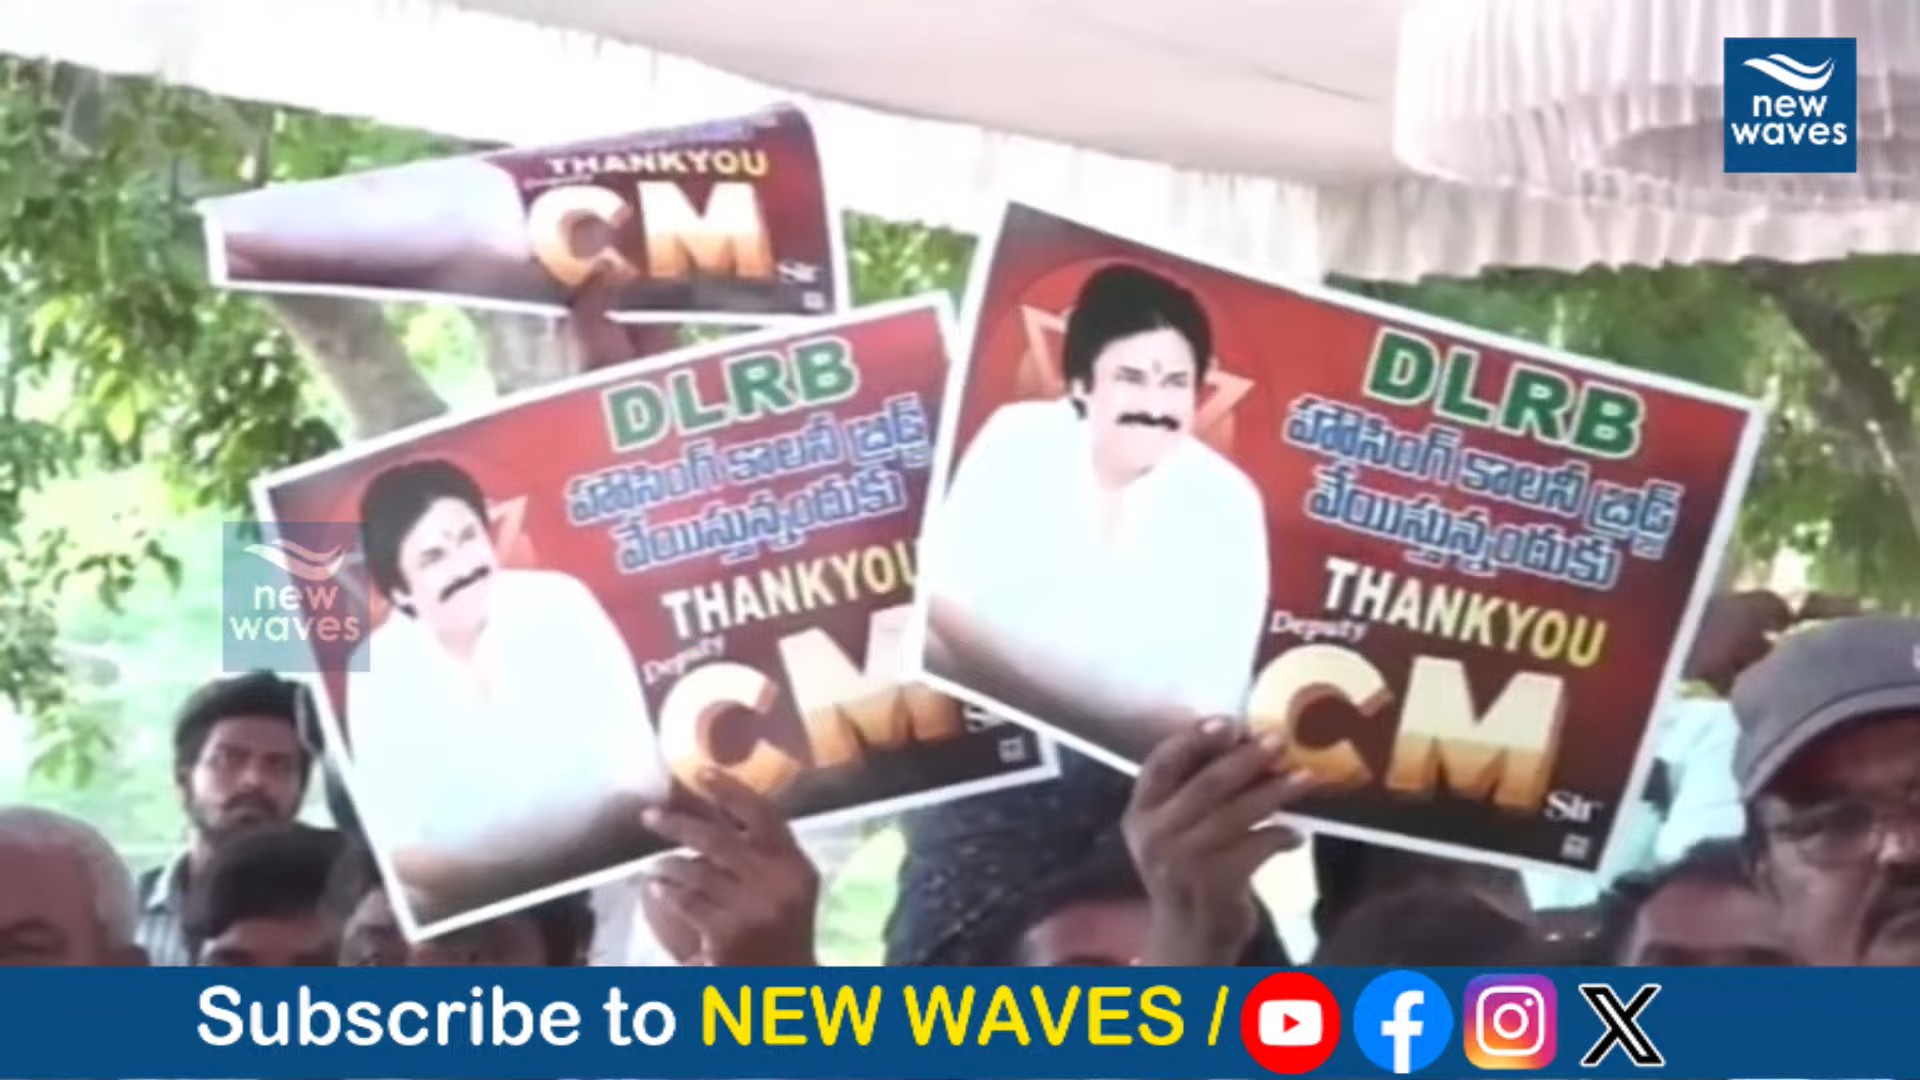 new
waves
THANKYOU
CM
Sir
DLRB
హౌసింగ్ కాలనీ బ్రిడ్జ్
వేయిస్తున్నందుకు
THANKYOU
Deputy
CM
DLRB
హౌసింగ్ కాలనీ బ్రిడ్జ్
వేయిస్తున్నందుకు
THANKYOU
Deputy
CM
Sir
new
waves
Subscribe to NEW WAVES /